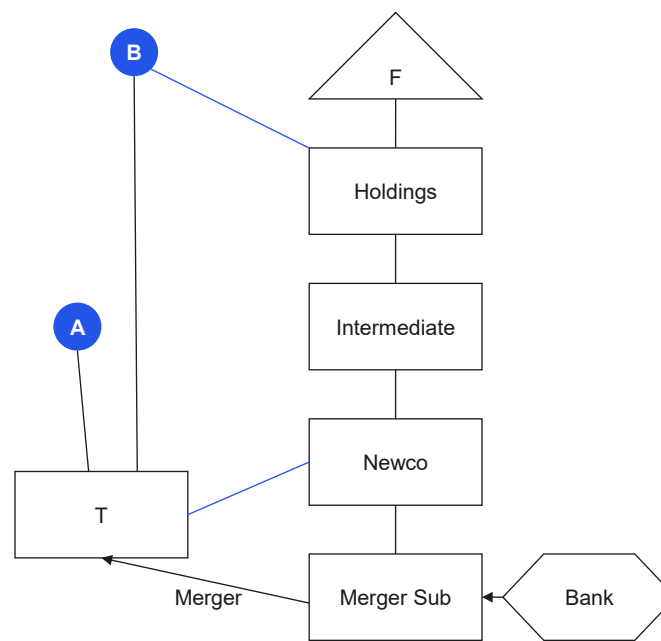 B
F
Holdings
A
Intermediate
Newco
T
Merger
Merger Sub
Bank